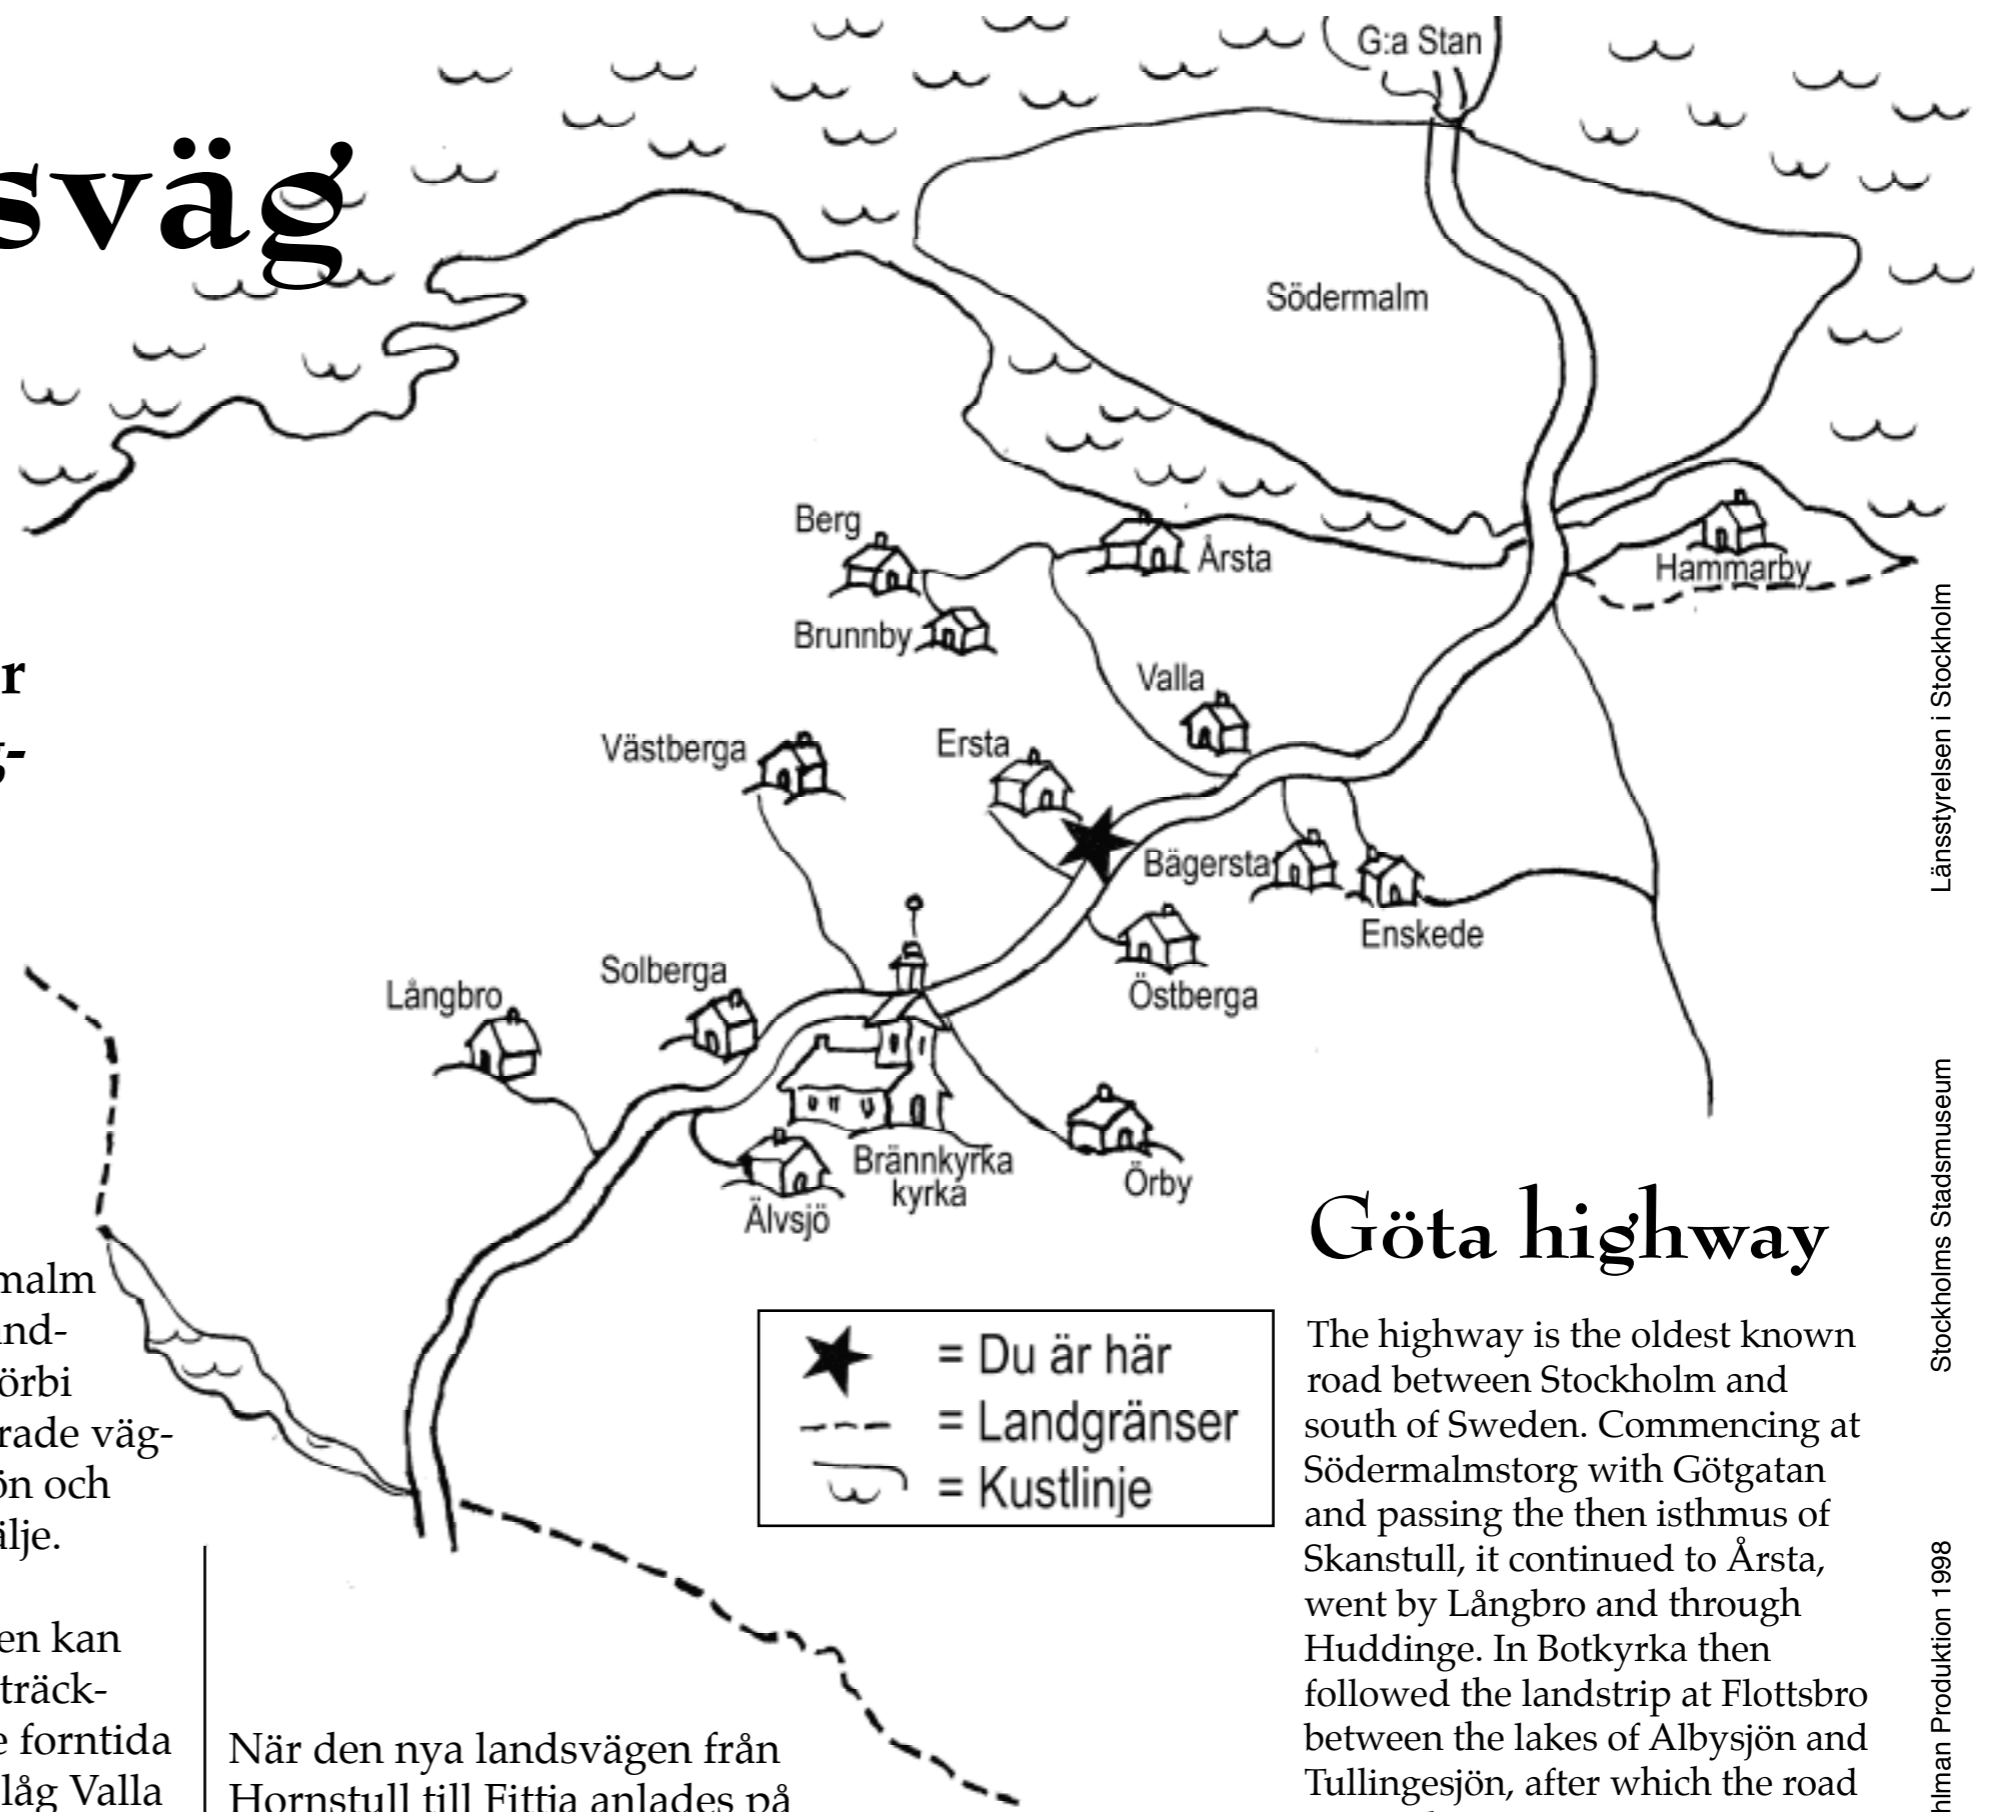 sväg
G:a Stan
Södermalm
Berg
Årsta
Hammarby
Brunnby
Valla
Västberga
Ersta
Bägersta
Enskede
Östberga
Solberga
Långbro
Brännkyrka
kyrka
Örby
Älvsjö
= Du är här
= Landgränser
= Kustlinje
r
g-
malm
ind-
örbi
rade väg-
ön och
älje.
en kan
träck-
e forntida
låg Valla
När den nya landsvägen från
Hornstull till Fittja anlades på
Göta highway
The highway is the oldest known
road between Stockholm and
south of Sweden. Commencing at
Södermalmstorg with Götgatan
and passing the then isthmus of
Skanstull, it continued to Årsta,
went by Långbro and through
Huddinge. In Botkyrka then
followed the landstrip at Flottsbro
between the lakes of Albysjön and
Tullingesjön, after which the road
Länsstyrelsen i Stockholm
Stockholms Stadsmuseum
hlman Produktion 1998